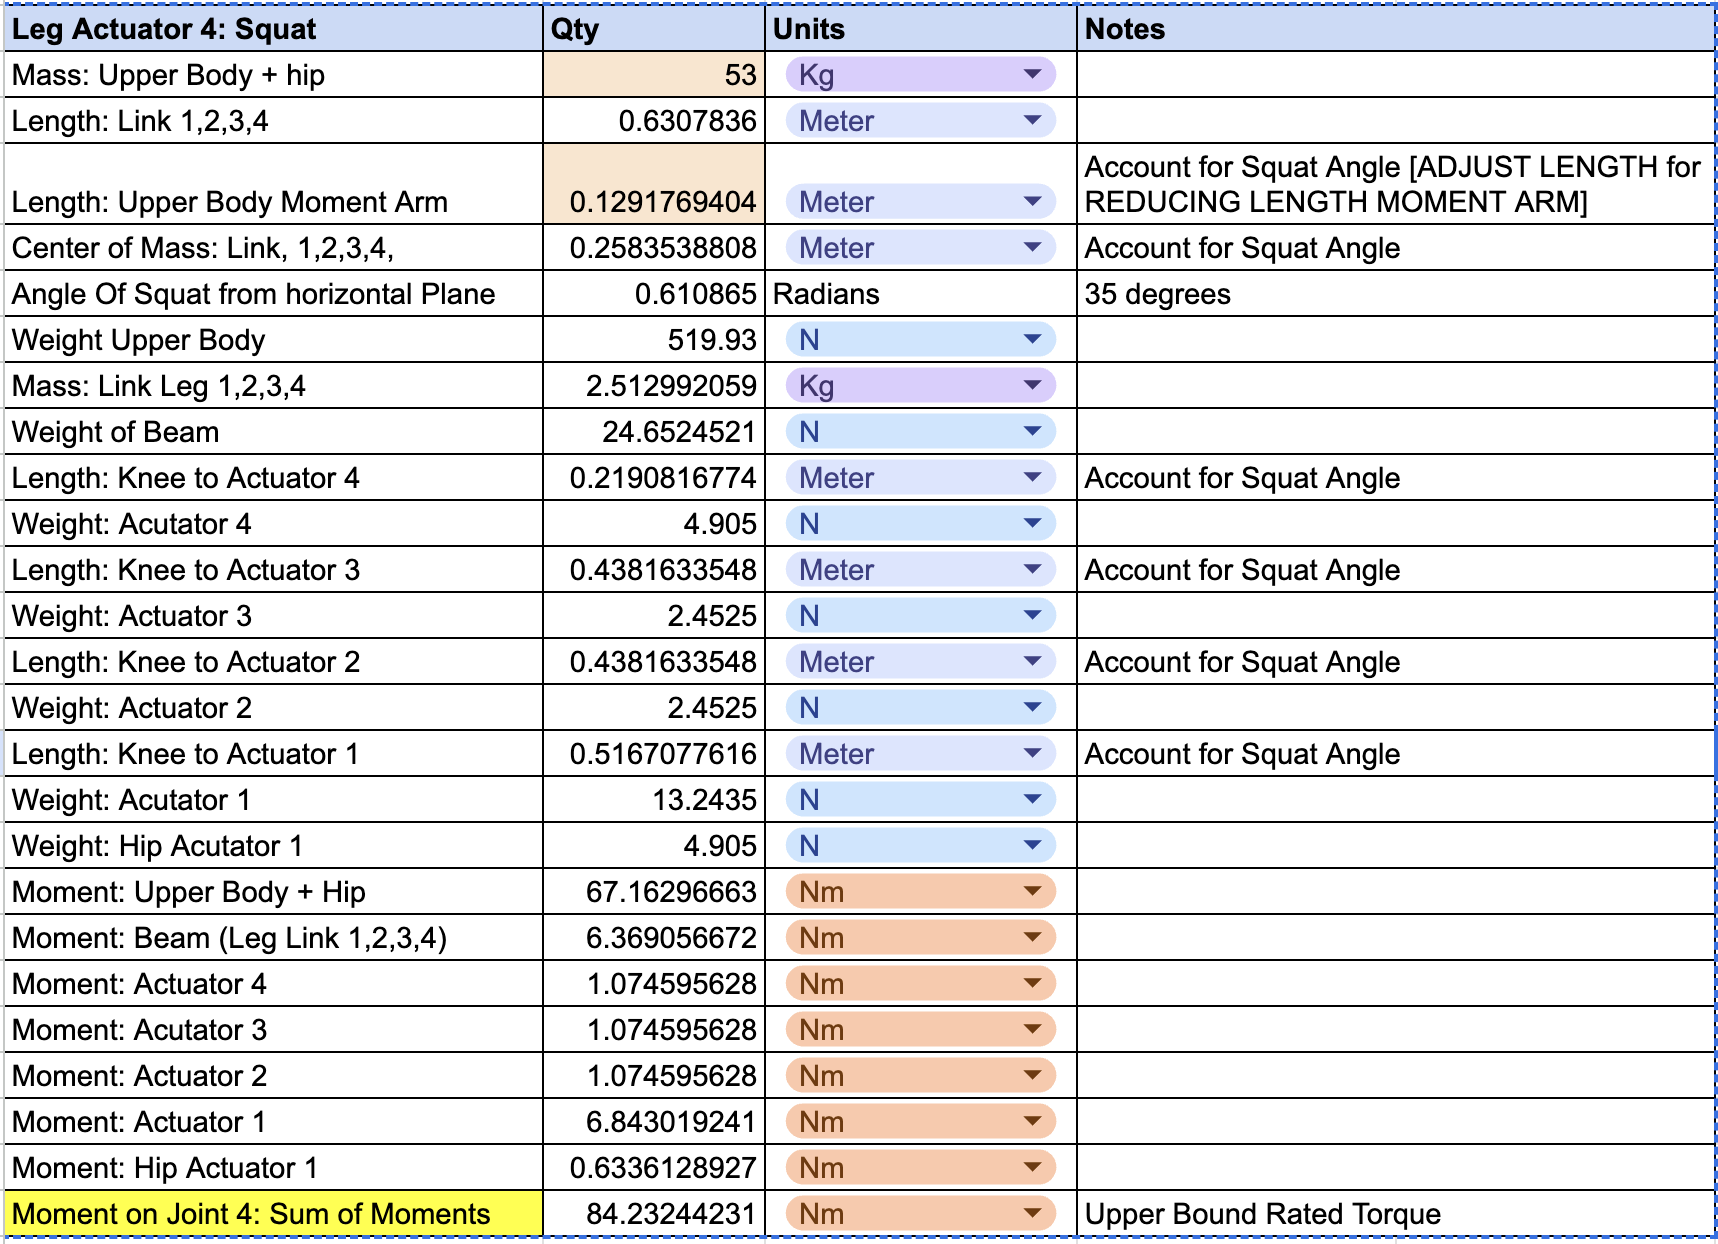 Leg Actuator 4: Squat Qty Units Notes
Mass: Upper Body + hip 53 Kg
Length: Link 1,2,3,4 0.6307836 Meter
Account for Squat Angle [ADJUST LENGTH for
Length: Upper Body Moment Arm 0.1291769404 Meter REDUCING LENGTH MOMENT ARM]
Center of Mass: Link, 1,2,3,4, 0.2583538808 Meter Account for Squat Angle
Angle Of Squat from horizontal Plane 0.610865 Radians 35 degrees
Weight Upper Body 519.93 N
Mass: Link Leg 1,2,3,4 2.512992059 Kg
Weight of Beam 24.6524521 N
Length: Knee to Actuator 4 0.2190816774 Meter Account for Squat Angle
Weight: Acutator 4 4.905 N
Length: Knee to Actuator 3 0.4381633548 Meter Account for Squat Angle
Weight: Actuator 3 2.4525 N
Length: Knee to Actuator 2 0.4381633548 Meter Account for Squat Angle
Weight: Actuator 2 2.4525 N
Length: Knee to Actuator 1 0.5167077616 Meter Account for Squat Angle
Weight: Acutator 1 13.2435 N
Weight: Hip Acutator 1 4.905 N
Moment: Upper Body + Hip 67.16296663 Nm
Moment: Beam (Leg Link 1,2,3,4) 6.369056672 Nm
Moment: Actuator 4 1.074595628 Nm
Moment: Acutator 3 1.074595628 Nm
Moment: Actuator 2 1.074595628 Nm
Moment: Actuator 1 6.843019241 Nm
Moment: Hip Actuator 1 0.6336128927 Nm
Moment on Joint 4: Sum of Moments 84.23244231 Nm Upper Bound Rated Torque